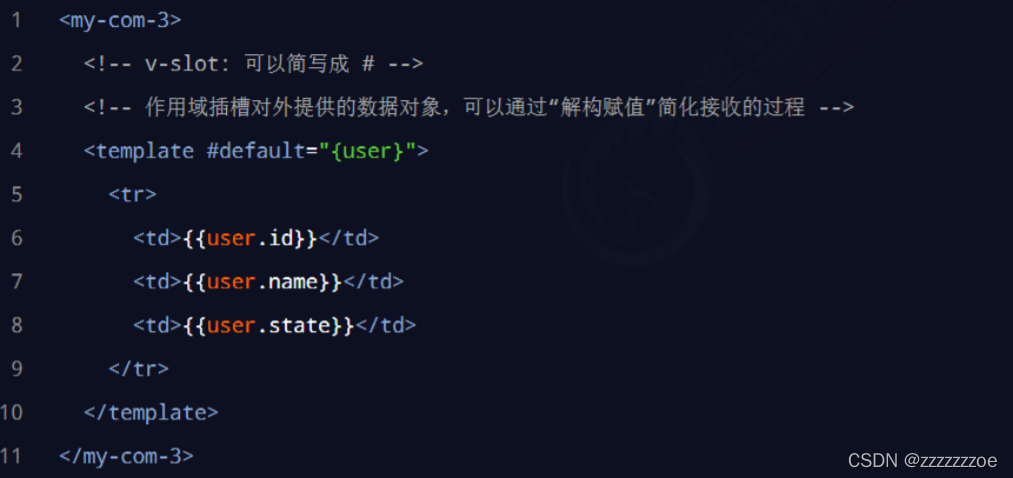 1 <my-com-3>
2 <!-- v-slot: 可以简写成 # -->
3 <!-- 作用域插槽对外提供的数据对象，可以通过“解构赋值”简化接收的过程 -->
4 <template #default="{user}">
5 <tr>
6 <td>{{user.id}}</td>
7 <td>{{user.name}}</td>
8 <td>{{user.state}}</td>
9 </tr>
10 </template>
11 </my-com-3>
CSDN @zzzzzzzoe